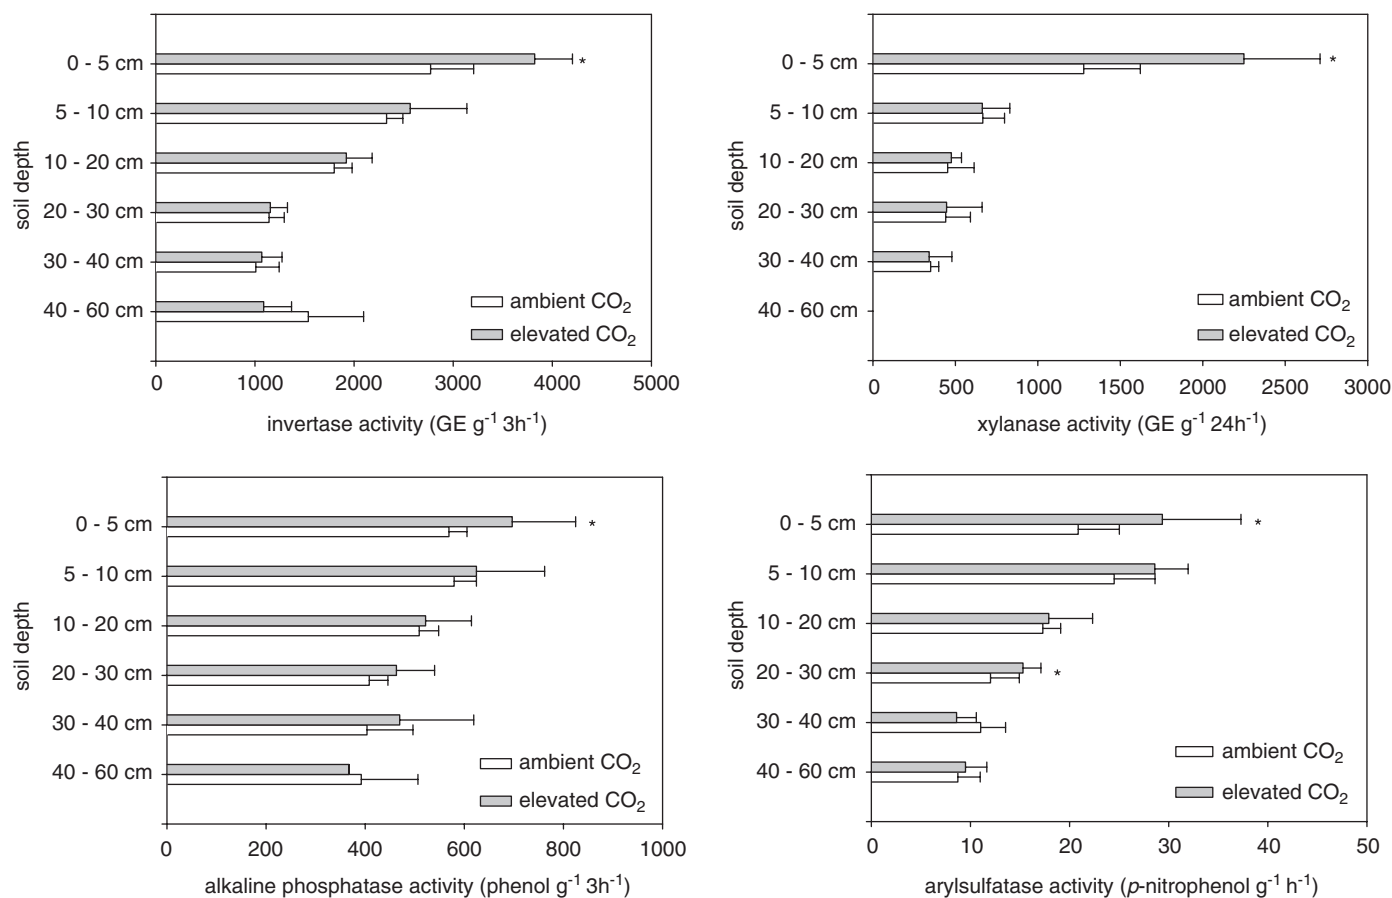 soil depth
0 - 5 cm
*
5 - 10 cm
10 - 20 cm
20 - 30 cm
30 - 40 cm
40 - 60 cm
ambient CO₂
elevated CO₂
0 1000 2000 3000 4000 5000
invertase activity (GE g⁻¹ 3h⁻¹)
soil depth
0 - 5 cm
*
5 - 10 cm
10 - 20 cm
20 - 30 cm
30 - 40 cm
40 - 60 cm
ambient CO₂
elevated CO₂
0 500 1000 1500 2000 2500 3000
xylanase activity (GE g⁻¹ 24h⁻¹)
soil depth
0 - 5 cm
*
5 - 10 cm
10 - 20 cm
20 - 30 cm
30 - 40 cm
40 - 60 cm
ambient CO₂
elevated CO₂
0 200 400 600 800 1000
alkaline phosphatase activity (phenol g⁻¹ 3h⁻¹)
soil depth
0 - 5 cm
*
5 - 10 cm
10 - 20 cm
20 - 30 cm
*
30 - 40 cm
40 - 60 cm
ambient CO₂
elevated CO₂
0 10 20 30 40 50
arylsulfatase activity (p-nitrophenol g⁻¹ h⁻¹)